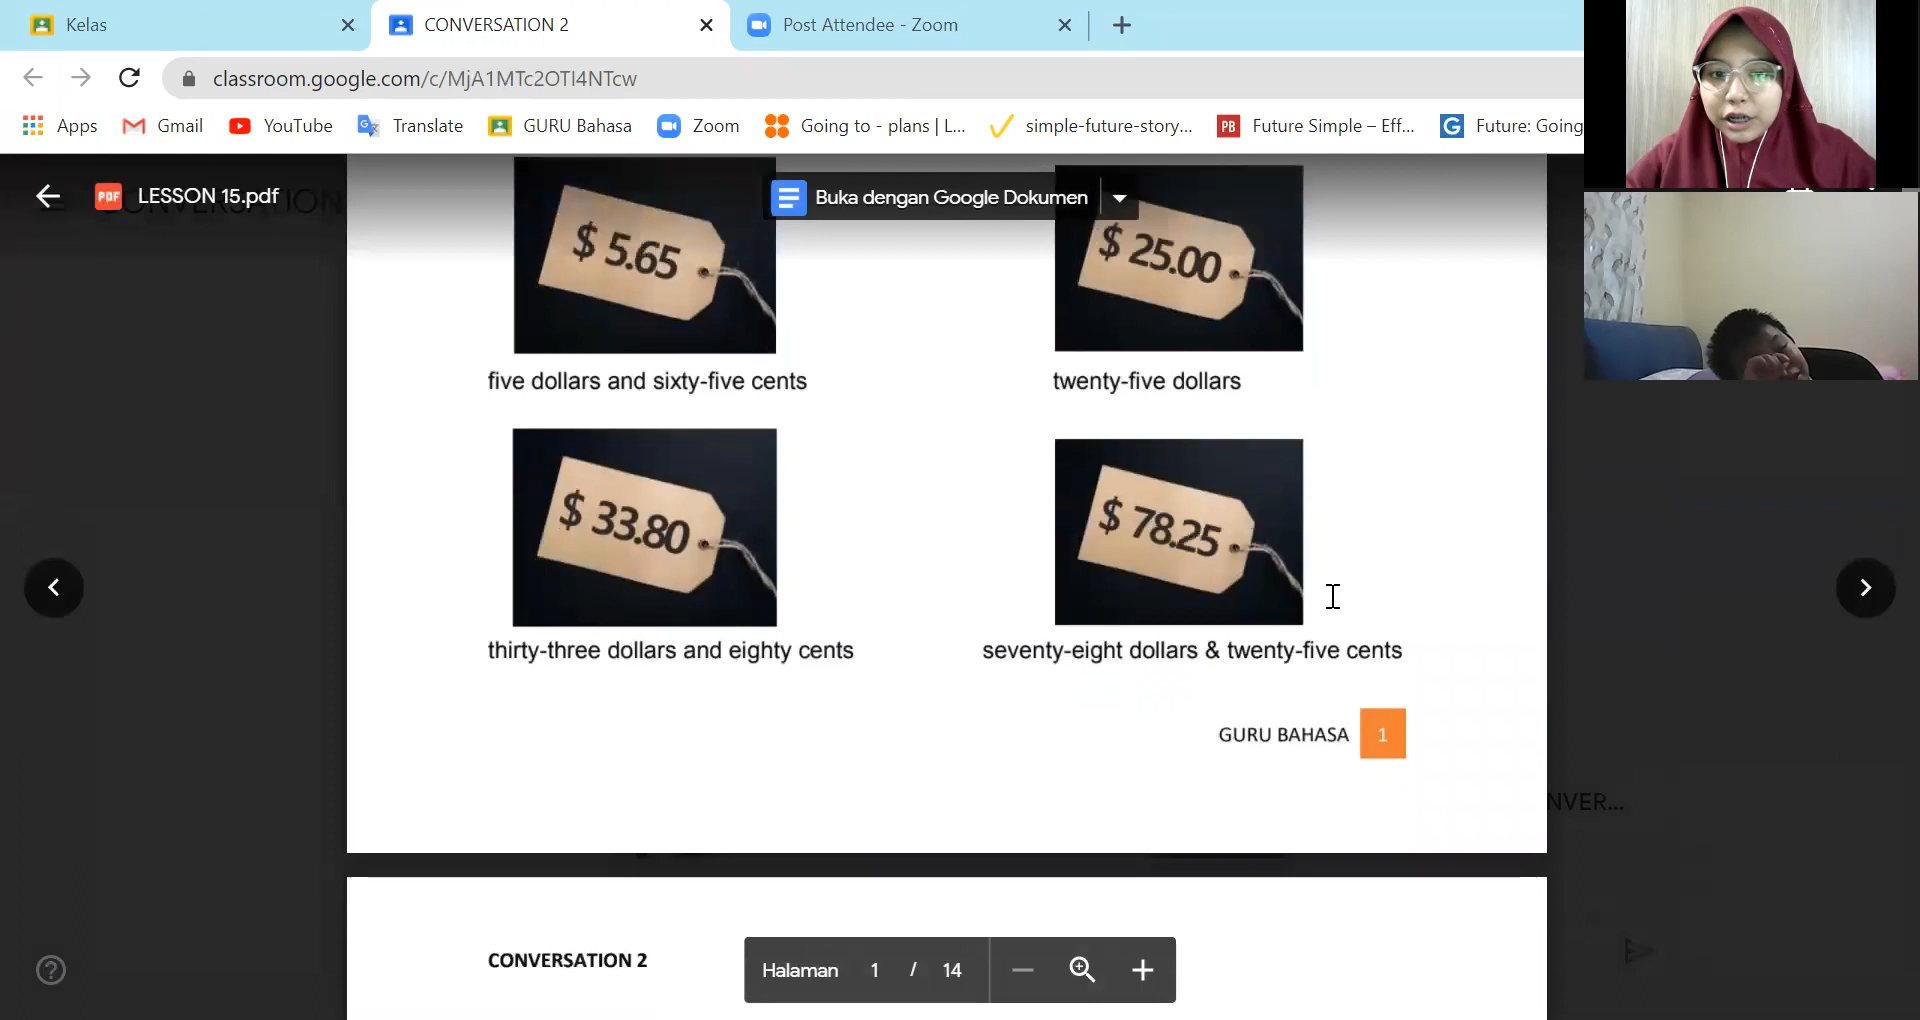 Kelas
CONVERSATION 2
Post Attendee - Zoom
classroom.google.com/c/MjA1MTc2OTI4NTcw
Apps Gmail YouTube Translate GURU Bahasa Zoom Going to - plans | L... simple-future-story... PB Future Simple – Eff... Future: Going
PDF LESSON 15.pdf
Buka dengan Google Dokumen
$ 5.65
$ 25.00
five dollars and sixty-five cents
twenty-five dollars
$ 33.80
$ 78.25
thirty-three dollars and eighty cents
seventy-eight dollars & twenty-five cents
GURU BAHASA 1
NVER...
CONVERSATION 2
Halaman 1 / 14